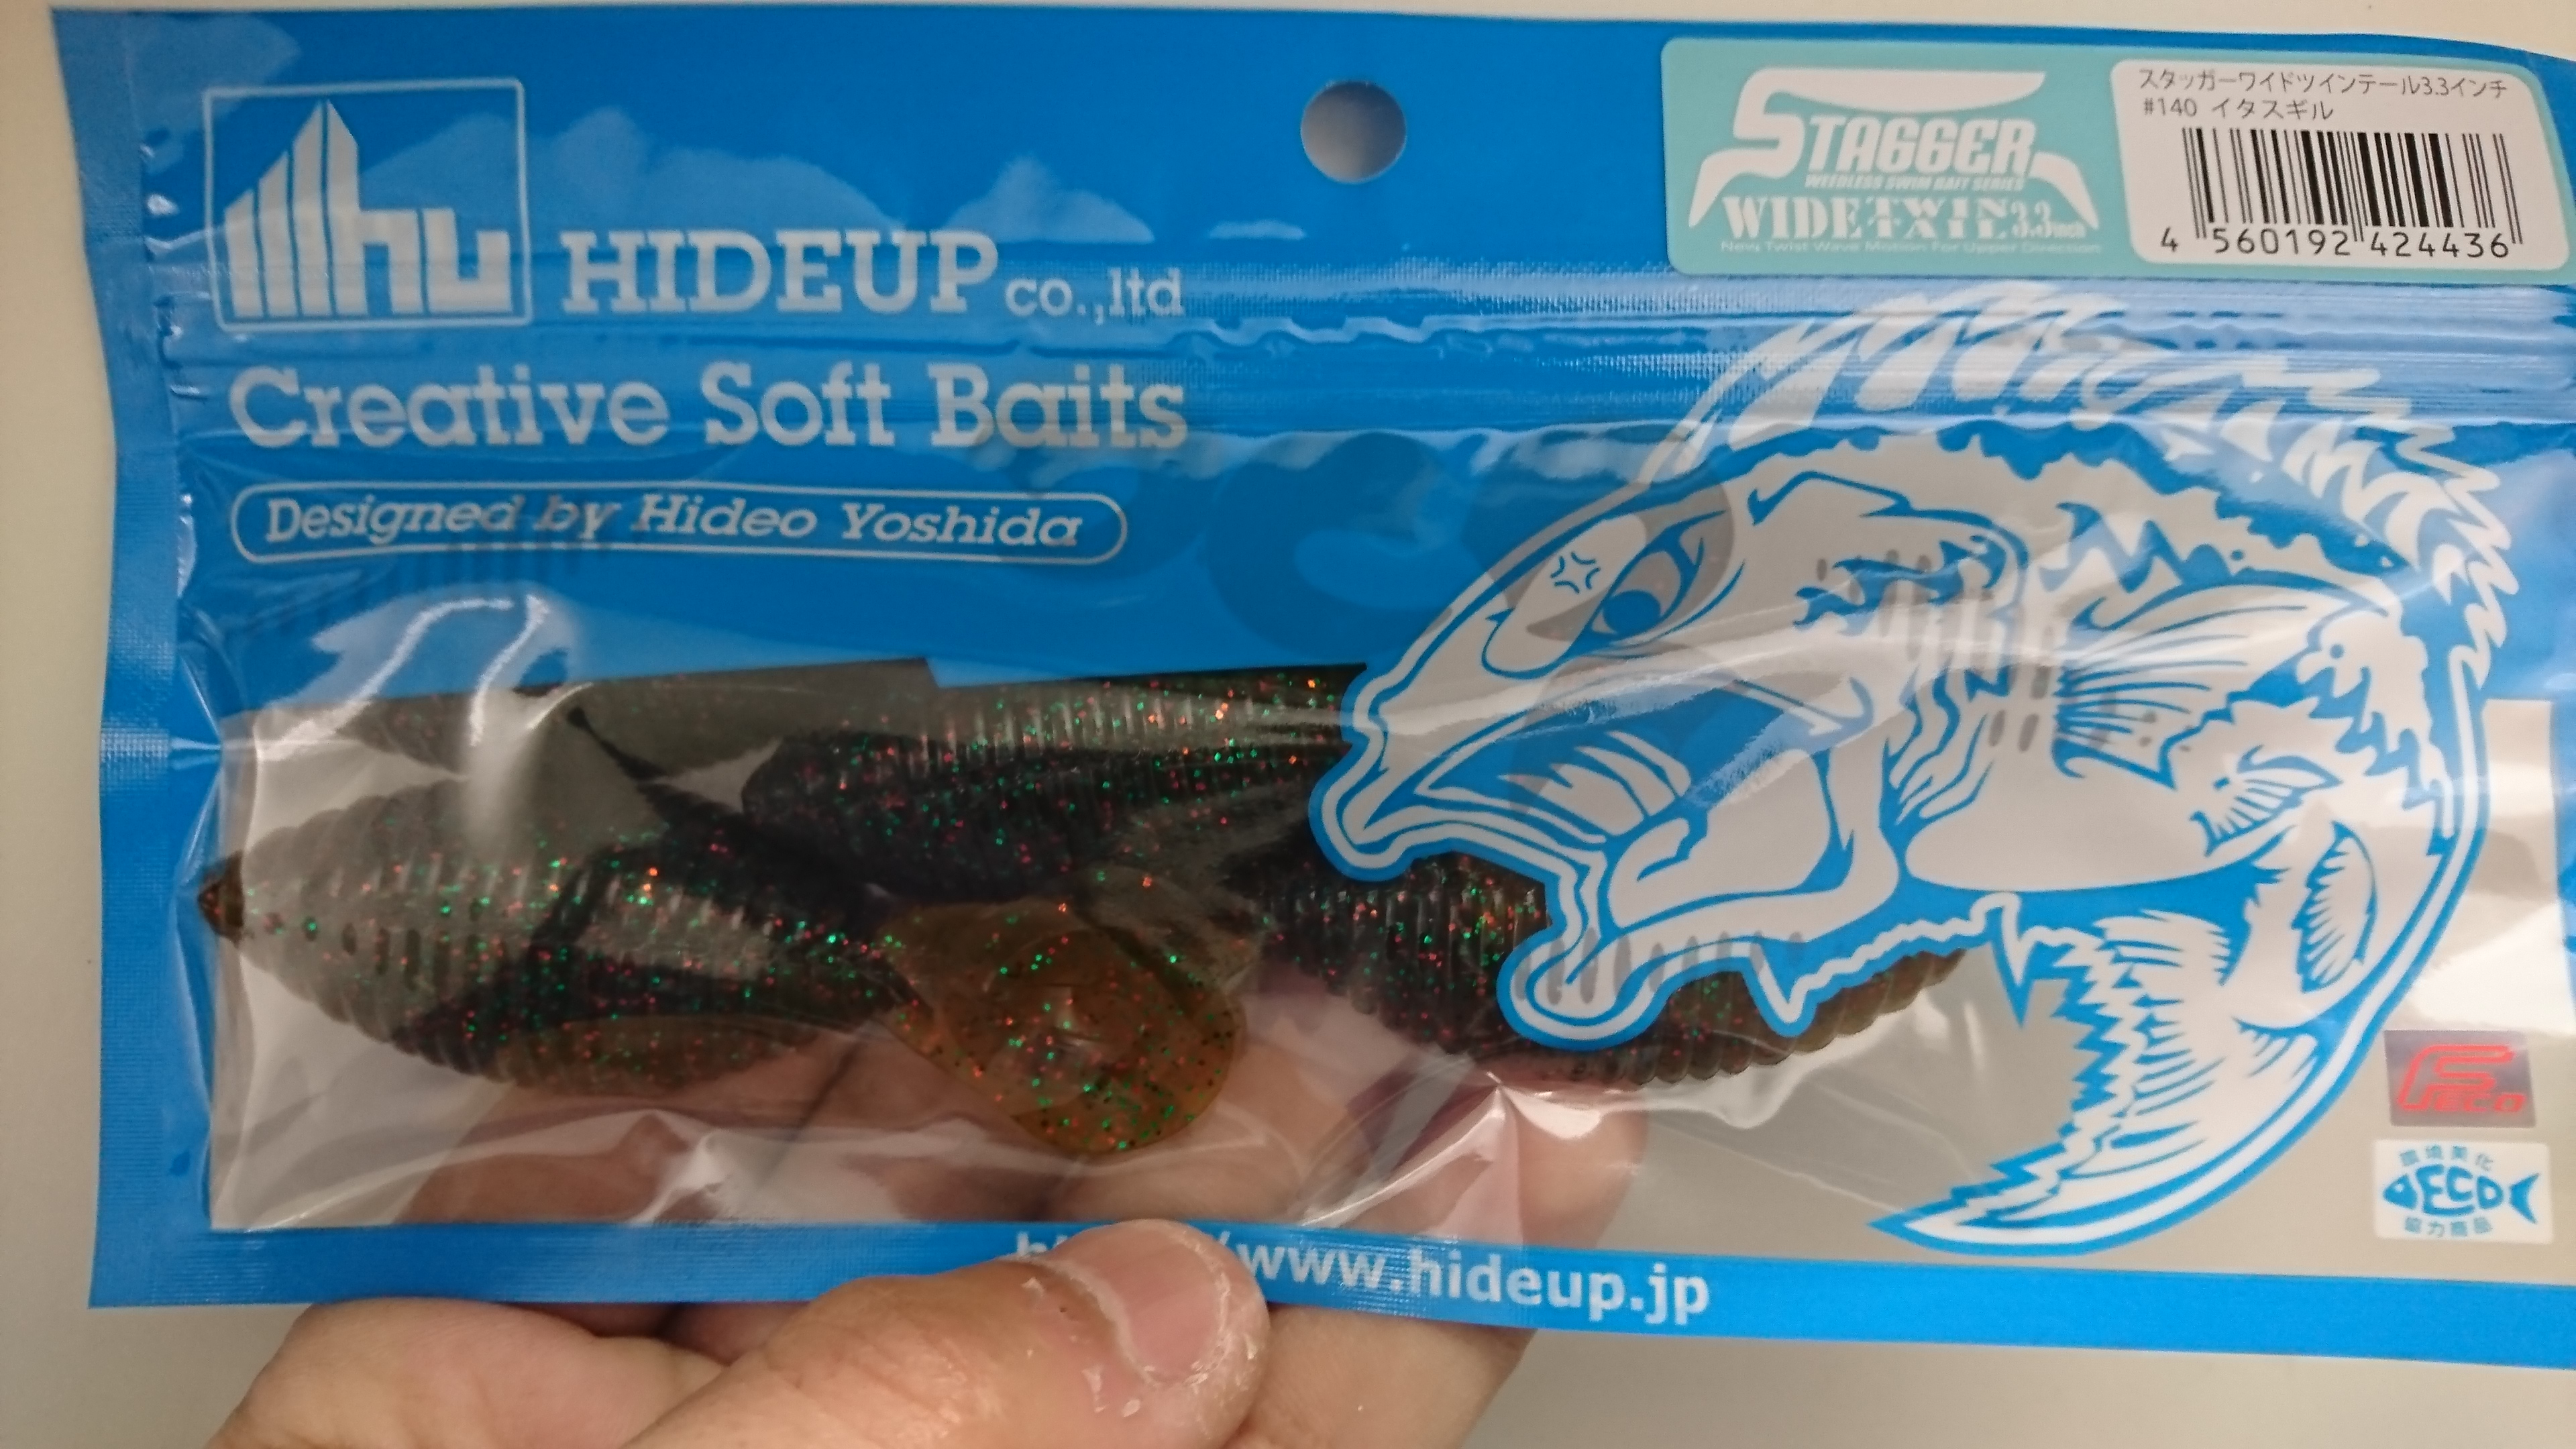 hu
HIDEUP co.,ltd
Creative Soft Baits
Designed by Hideo Yoshida
STAGGER
WEEDLESS SWIM BAIT SERIES
WIDE TWIN TAIL 3.3inch
New Twist Wave Motion For Upper Direction
スタッガーワイドツインテール3.3インチ
#140 イタスギル
4 560192 424436
FECO
環境美化
ECO
協力商品
www.hideup.jp